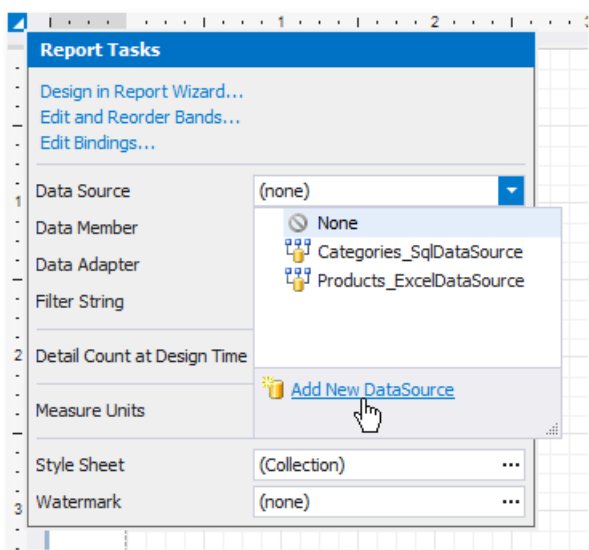 1
2
3
Report Tasks
Design in Report Wizard...
Edit and Reorder Bands...
Edit Bindings...
Data Source (none)
1
None
Data Member
Categories_SqlDataSource
Data Adapter
Products_ExcelDataSource
Filter String
2
Detail Count at Design Time
Add New DataSource
Measure Units
Style Sheet (Collection) ...
Watermark (none) ...
3